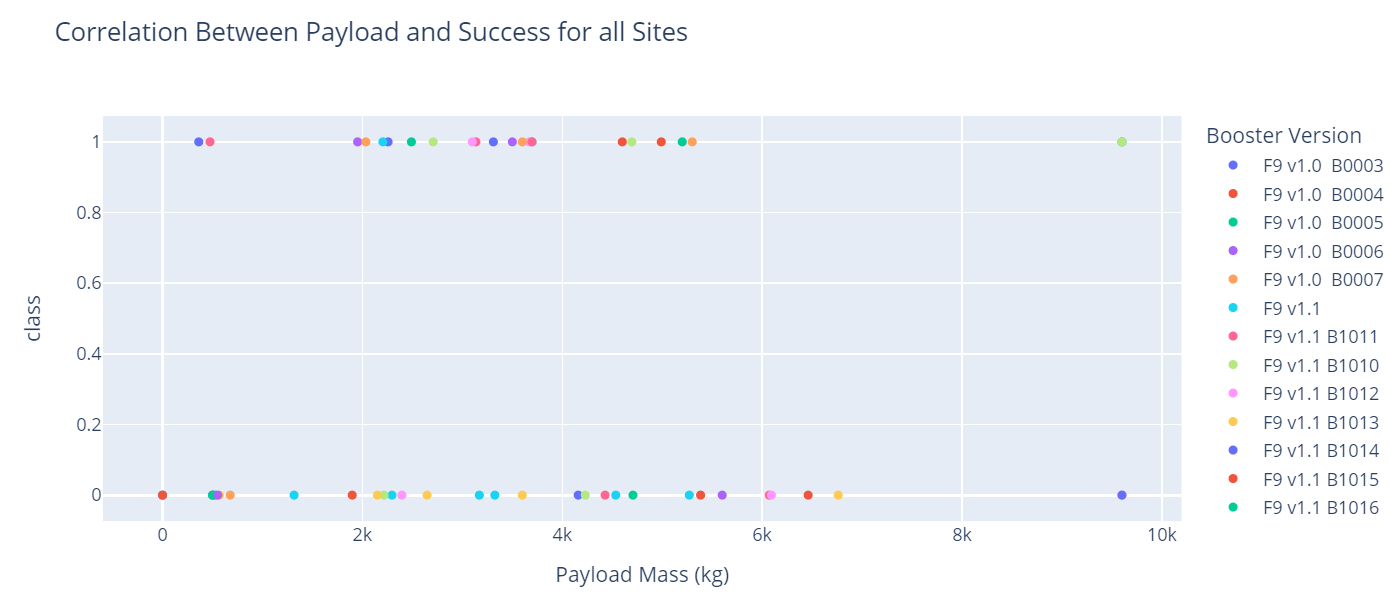 Correlation Between Payload and Success for all Sites
Booster Version
F9 v1.0  B0003
F9 v1.0  B0004
F9 v1.0  B0005
F9 v1.0  B0006
F9 v1.0  B0007
F9 v1.1
F9 v1.1 B1011
F9 v1.1 B1010
F9 v1.1 B1012
F9 v1.1 B1013
F9 v1.1 B1014
F9 v1.1 B1015
F9 v1.1 B1016
class
1
0.8
0.6
0.4
0.2
0
0 2k 4k 6k 8k 10k
Payload Mass (kg)